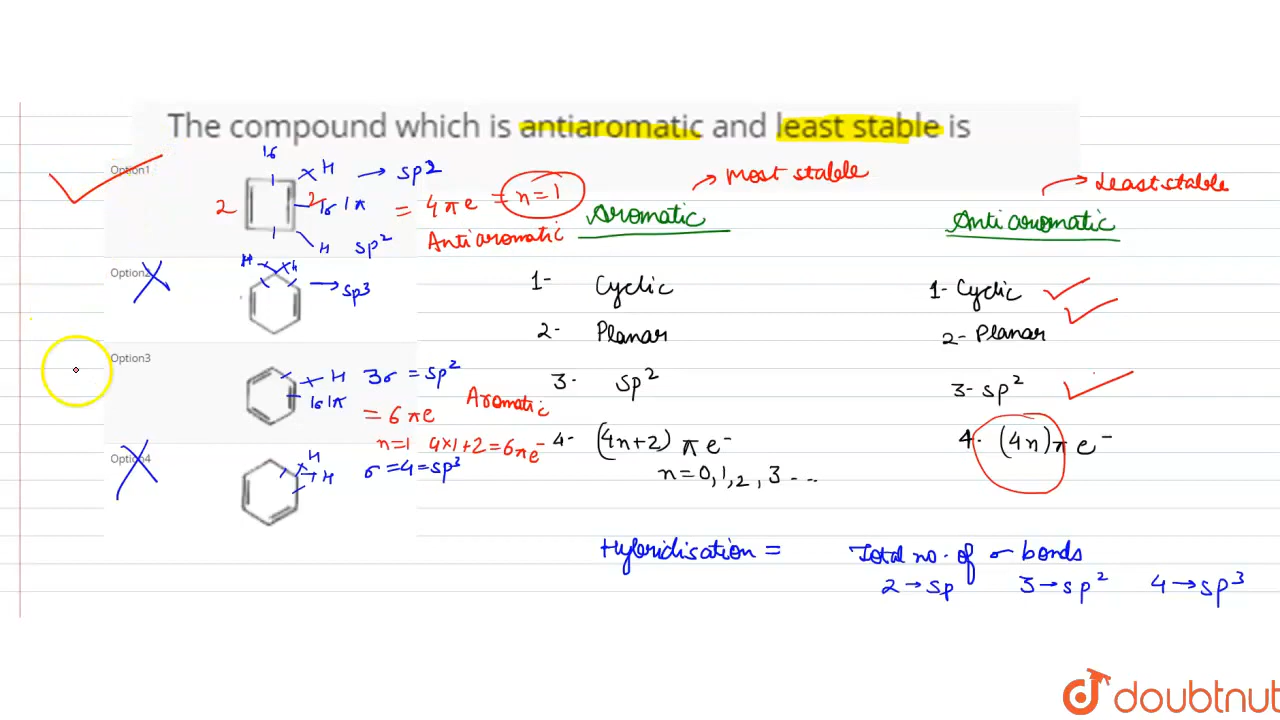 The compound which is antiaromatic and least stable is
Option1
1σ
H → sp2
2
2
1σ 1π
= 4πe – n=1
H sp2
Antiaromatic
Option2
H H
→ sp3
Option3
H 3σ = sp2
1σ 1π
= 6πe Aromatic
n=1 4×1+2=6πe–
Option4
H
H
σ=4=sp3
→ Most stable
Aromatic
1- Cyclic
2- Planar
3- sp2
4- (4n+2) π e–
n=0,1,2,3 - - .
→ Least stable
Anti aromatic
1- Cyclic
2- Planar
3- sp2
4- (4n)π e–
Hybridisation = Total no. of σ bonds
2→sp 3→sp2 4→sp3
doubtnut